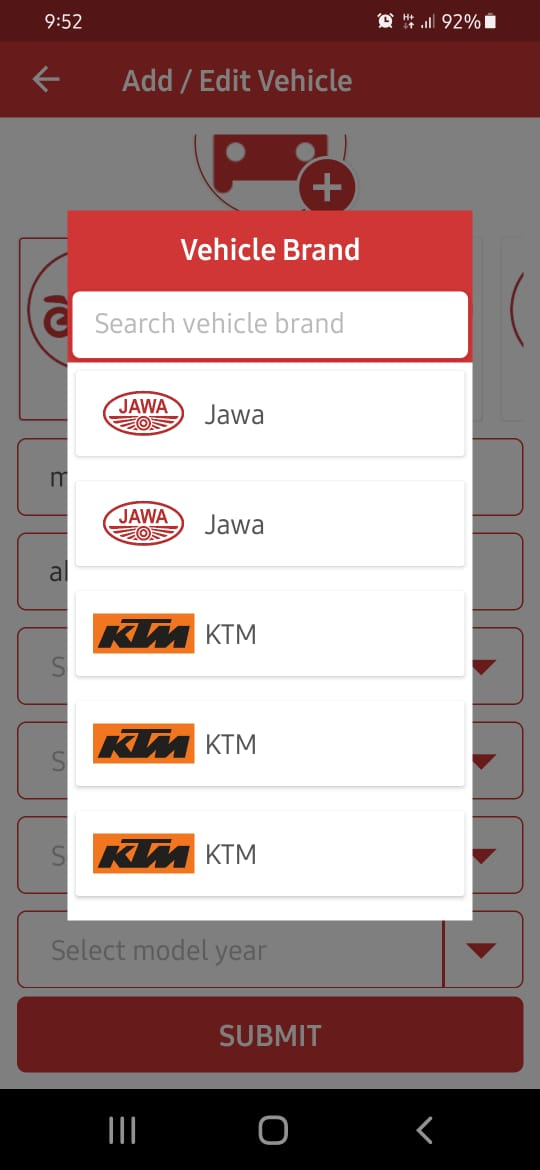 9:52
92%
Add / Edit Vehicle
Vehicle Brand
Search vehicle brand
JAWA Jawa
JAWA Jawa
KTM KTM
KTM KTM
KTM KTM
Select model year
SUBMIT